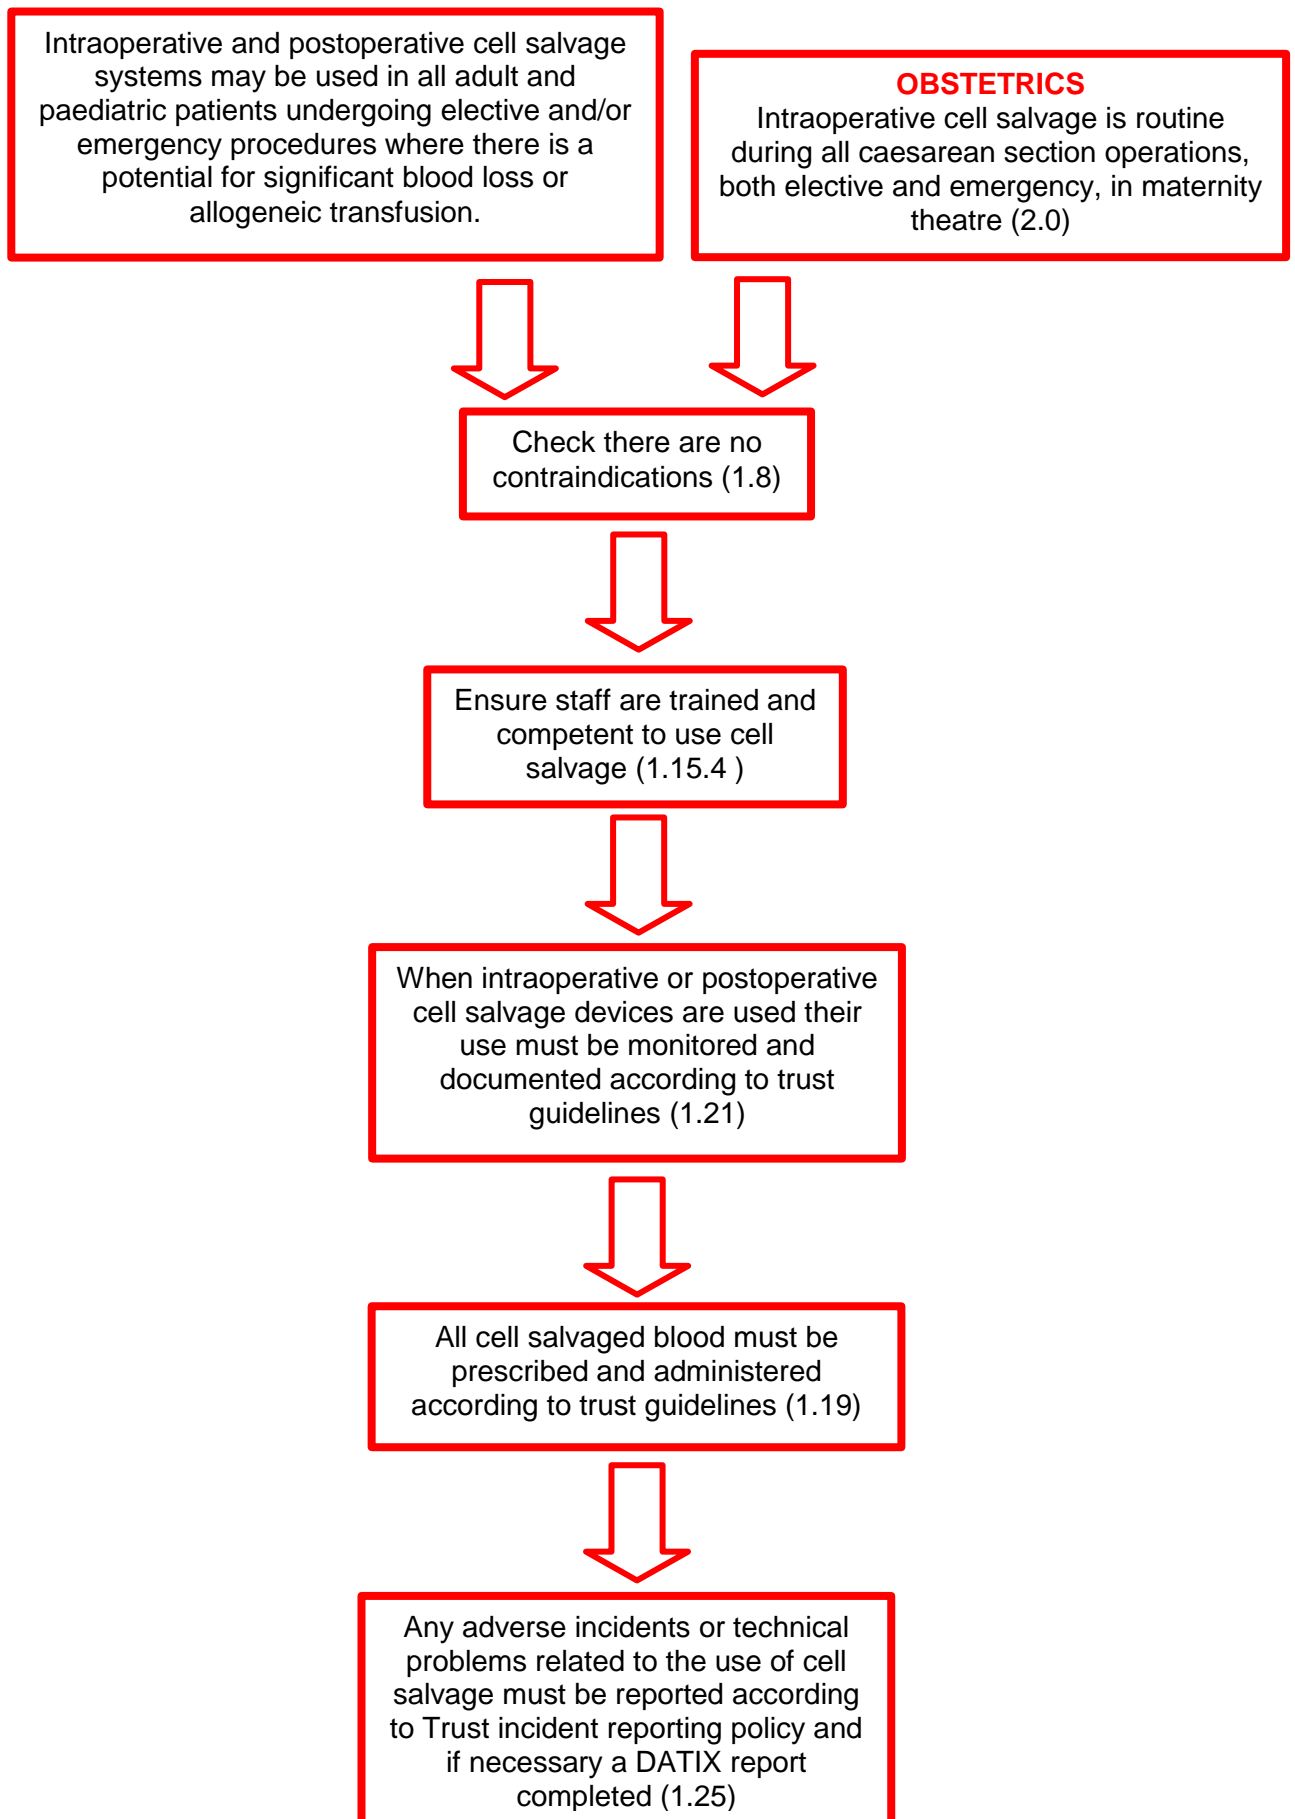 Intraoperative and postoperative cell salvage
systems may be used in all adult and
paediatric patients undergoing elective and/or
emergency procedures where there is a
potential for significant blood loss or
allogeneic transfusion.
OBSTETRICS
Intraoperative cell salvage is routine
during all caesarean section operations,
both elective and emergency, in maternity
theatre (2.0)
Check there are no
contraindications (1.8)
Ensure staff are trained and
competent to use cell
salvage (1.15.4 )
When intraoperative or postoperative
cell salvage devices are used their
use must be monitored and
documented according to trust
guidelines (1.21)
All cell salvaged blood must be
prescribed and administered
according to trust guidelines (1.19)
Any adverse incidents or technical
problems related to the use of cell
salvage must be reported according
to Trust incident reporting policy and
if necessary a DATIX report
completed (1.25)